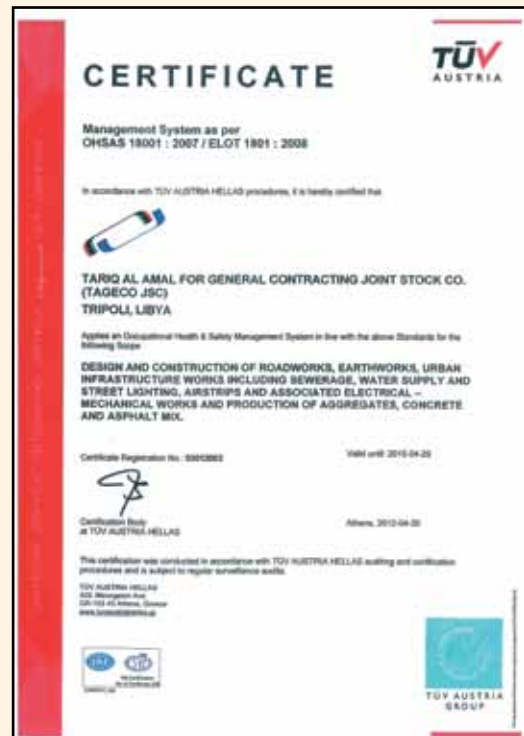 TÜV
AUSTRIA
CERTIFICATE
Management System as per
OHSAS 18001 : 2007 / ELOT 1801 : 2008
In accordance with TÜV AUSTRIA HELLAS procedures, it is hereby certified that
TARIQ AL AMAL FOR GENERAL CONTRACTING JOINT STOCK CO.
(TAGECO JSC)
TRIPOLI, LIBYA
Applies an Occupational Health & Safety Management System in line with the above Standards for the
following Scope
DESIGN AND CONSTRUCTION OF ROADWORKS, EARTHWORKS, URBAN
INFRASTRUCTURE WORKS INCLUDING SEWERAGE, WATER SUPPLY AND
STREET LIGHTING, AIRSTRIPS AND ASSOCIATED ELECTRICAL –
MECHANICAL WORKS AND PRODUCTION OF AGGREGATES, CONCRETE
AND ASPHALT MIX.
Certificate Registration No.:
Valid until:
Certification Body
at TÜV AUSTRIA HELLAS
Athens,
This certification was conducted in accordance with TÜV AUSTRIA HELLAS auditing and certification
procedures and is subject to regular surveillance audits.
TÜV AUSTRIA HELLAS
Athens, Greece
TÜV AUSTRIA
GROUP